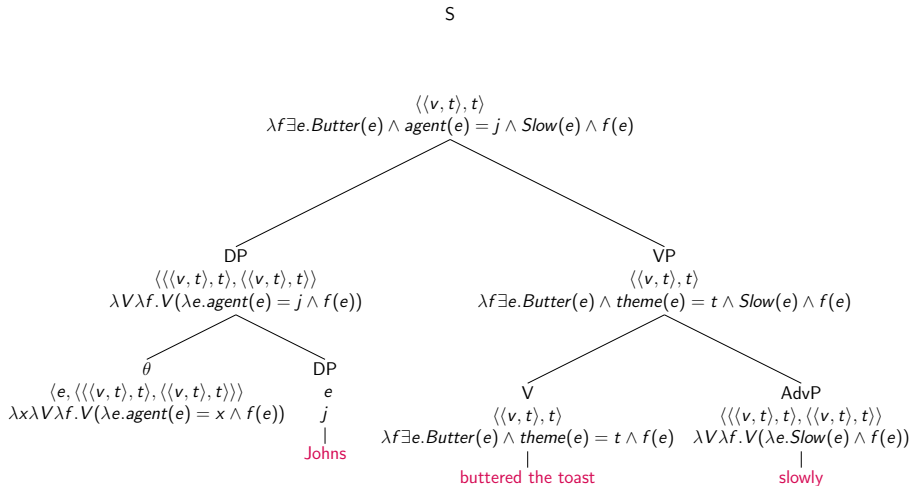 S
⟨⟨v, t⟩, t⟩
λf∃e.Butter(e) ∧ agent(e) = j ∧ Slow(e) ∧ f(e)
DP
⟨⟨⟨v, t⟩, t⟩, ⟨⟨v, t⟩, t⟩⟩
λVλf.V(λe.agent(e) = j ∧ f(e))
VP
⟨⟨v, t⟩, t⟩
λf∃e.Butter(e) ∧ theme(e) = t ∧ Slow(e) ∧ f(e)
θ
⟨e, ⟨⟨⟨v, t⟩, t⟩, ⟨⟨v, t⟩, t⟩⟩⟩
λxλVλf.V(λe.agent(e) = x ∧ f(e))
DP
e
j
Johns
V
⟨⟨v, t⟩, t⟩
λf∃e.Butter(e) ∧ theme(e) = t ∧ f(e)
buttered the toast
AdvP
⟨⟨⟨v, t⟩, t⟩, ⟨⟨v, t⟩, t⟩⟩
λVλf.V(λe.Slow(e) ∧ f(e))
slowly